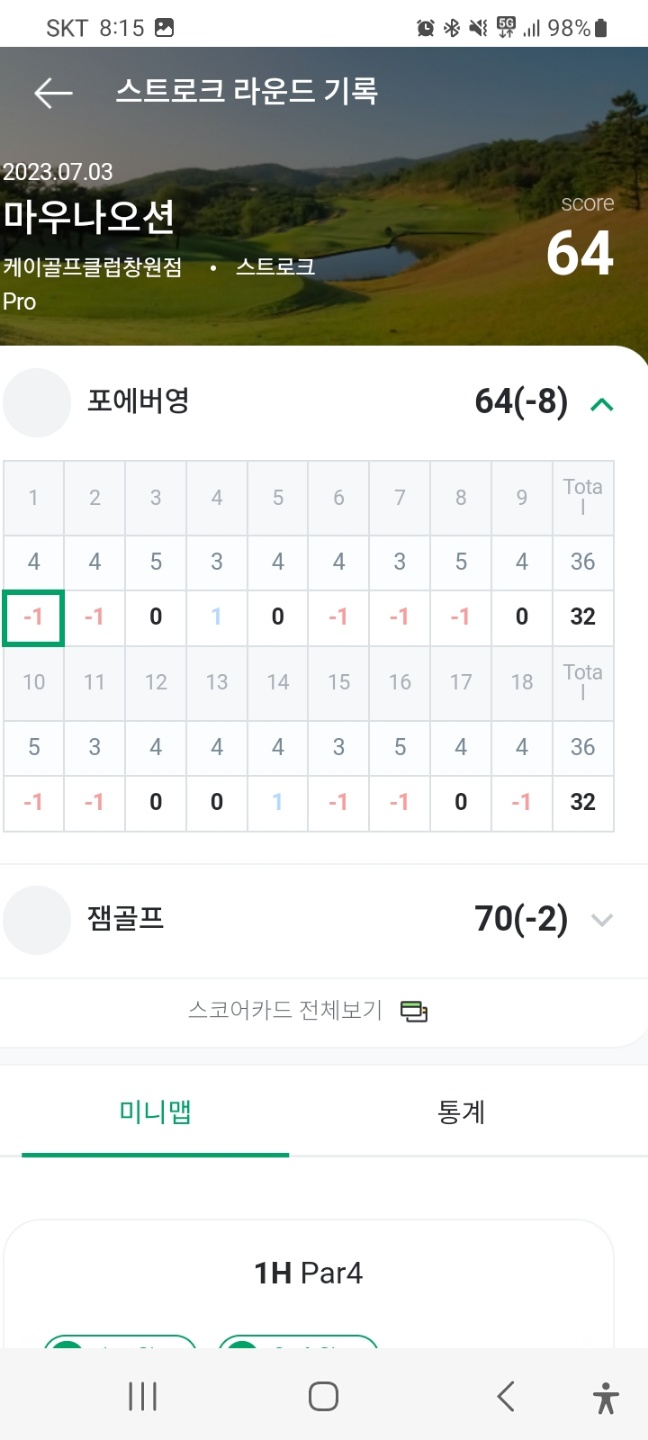 SKT 8:15
5G 98%
스트로크 라운드 기록
2023.07.03
마우나오션
score
64
케이골프클럽창원점 • 스트로크
Pro
포에버영 64(-8)
1 2 3 4 5 6 7 8 9 Tota
l
4 4 5 3 4 4 3 5 4 36
-1 -1 0 1 0 -1 -1 -1 0 32
10 11 12 13 14 15 16 17 18 Tota
l
5 3 4 4 4 3 5 4 4 36
-1 -1 0 0 1 -1 -1 0 -1 32
잼골프 70(-2)
스코어카드 전체보기
미니맵 통계
1H Par4